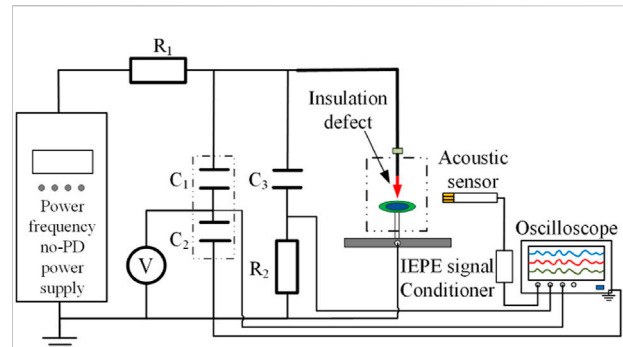 R1
Insulation
defect
Acoustic
sensor
C1
C3
Oscilloscope
Power
frequency
no-PD
power
supply
V
C2
R2
IEPE signal
Conditioner